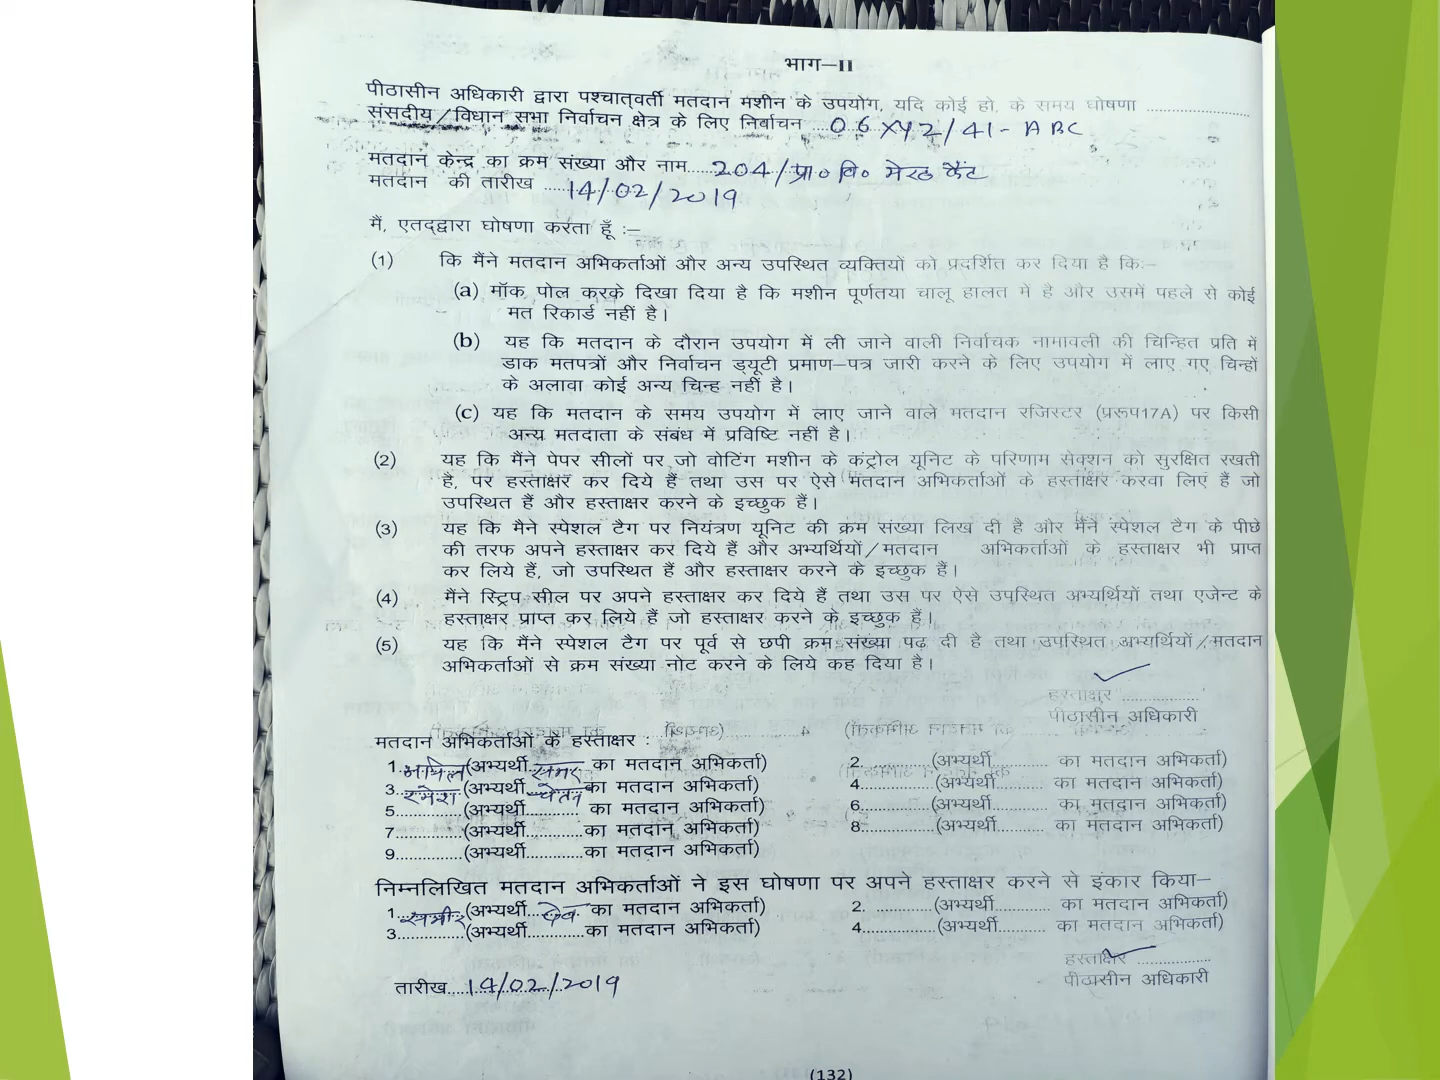 भाग–II
पीठासीन अधिकारी द्वारा पश्चात्वर्ती मतदान मशीन के उपयोग, यदि कोई हो, के समय घोषणा ......................
संसदीय/विधान सभा निर्वाचन क्षेत्र के लिए निर्वाचन ....06 XYZ/41-ABC
मतदान केन्द्र का क्रम संख्या और नाम......204/प्रा० वि० मेरठ कैंट
मतदान की तारीख ......14/02/2019
मैं, एतद्द्वारा घोषणा करता हूँ :–
(1) कि मैंने मतदान अभिकर्ताओं और अन्य उपस्थित व्यक्तियों को प्रदर्शित कर दिया है कि:–
(a) मॉक पोल करके दिखा दिया है कि मशीन पूर्णतया चालू हालत में है और उसमें पहले से कोई
मत रिकार्ड नहीं है।
(b) यह कि मतदान के दौरान उपयोग में ली जाने वाली निर्वाचक नामावली की चिन्हित प्रति में
डाक मतपत्रों और निर्वाचन ड्यूटी प्रमाण–पत्र जारी करने के लिए उपयोग में लाए गए चिन्हों
के अलावा कोई अन्य चिन्ह नहीं है।
(c) यह कि मतदान के समय उपयोग में लाए जाने वाले मतदान रजिस्टर (प्ररूप17A) पर किसी
अन्य मतदाता के संबंध में प्रविष्टि नहीं है।
(2) यह कि मैंने पेपर सीलों पर जो वोटिंग मशीन के कंट्रोल यूनिट के परिणाम सेक्शन को सुरक्षित रखती
है, पर हस्ताक्षर कर दिये हैं तथा उस पर ऐसे मतदान अभिकर्ताओं के हस्ताक्षर करवा लिए हैं जो
उपस्थित हैं और हस्ताक्षर करने के इच्छुक हैं।
(3) यह कि मैंने स्पेशल टैग पर नियंत्रण यूनिट की क्रम संख्या लिख दी है और मैंने स्पेशल टैग के पीछे
की तरफ अपने हस्ताक्षर कर दिये हैं और अभ्यर्थियों/मतदान अभिकर्ताओं के हस्ताक्षर भी प्राप्त
कर लिये हैं, जो उपस्थित हैं और हस्ताक्षर करने के इच्छुक हैं।
(4) मैंने स्ट्रिप सील पर अपने हस्ताक्षर कर दिये हैं तथा उस पर ऐसे उपस्थित अभ्यर्थियों तथा एजेन्ट के
हस्ताक्षर प्राप्त कर लिये हैं जो हस्ताक्षर करने के इच्छुक हैं।
(5) यह कि मैंने स्पेशल टैग पर पूर्व से छपी क्रम संख्या पढ़ दी है तथा उपस्थित अभ्यर्थियों/मतदान
अभिकर्ताओं से क्रम संख्या नोट करने के लिये कह दिया है।
हस्ताक्षर ................
पीठासीन अधिकारी
मतदान अभिकर्ताओं के हस्ताक्षर :
1. (अभ्यर्थी... का मतदान अभिकर्ता) 2..............(अभ्यर्थी............ का मतदान अभिकर्ता)
3. रमेश (अभ्यर्थी चेतन का मतदान अभिकर्ता) 4..............(अभ्यर्थी............ का मतदान अभिकर्ता)
5..............(अभ्यर्थी............ का मतदान अभिकर्ता) 6..............(अभ्यर्थी............ का मतदान अभिकर्ता)
7..............(अभ्यर्थी............का मतदान अभिकर्ता) 8..............(अभ्यर्थी............ का मतदान अभिकर्ता)
9..............(अभ्यर्थी............का मतदान अभिकर्ता)
निम्नलिखित मतदान अभिकर्ताओं ने इस घोषणा पर अपने हस्ताक्षर करने से इंकार किया–
1. (अभ्यर्थी...देव का मतदान अभिकर्ता) 2..............(अभ्यर्थी............ का मतदान अभिकर्ता)
3..............(अभ्यर्थी............का मतदान अभिकर्ता) 4..............(अभ्यर्थी............ का मतदान अभिकर्ता)
हस्ताक्षर ................
पीठासीन अधिकारी
तारीख....14/02/2019
(132)